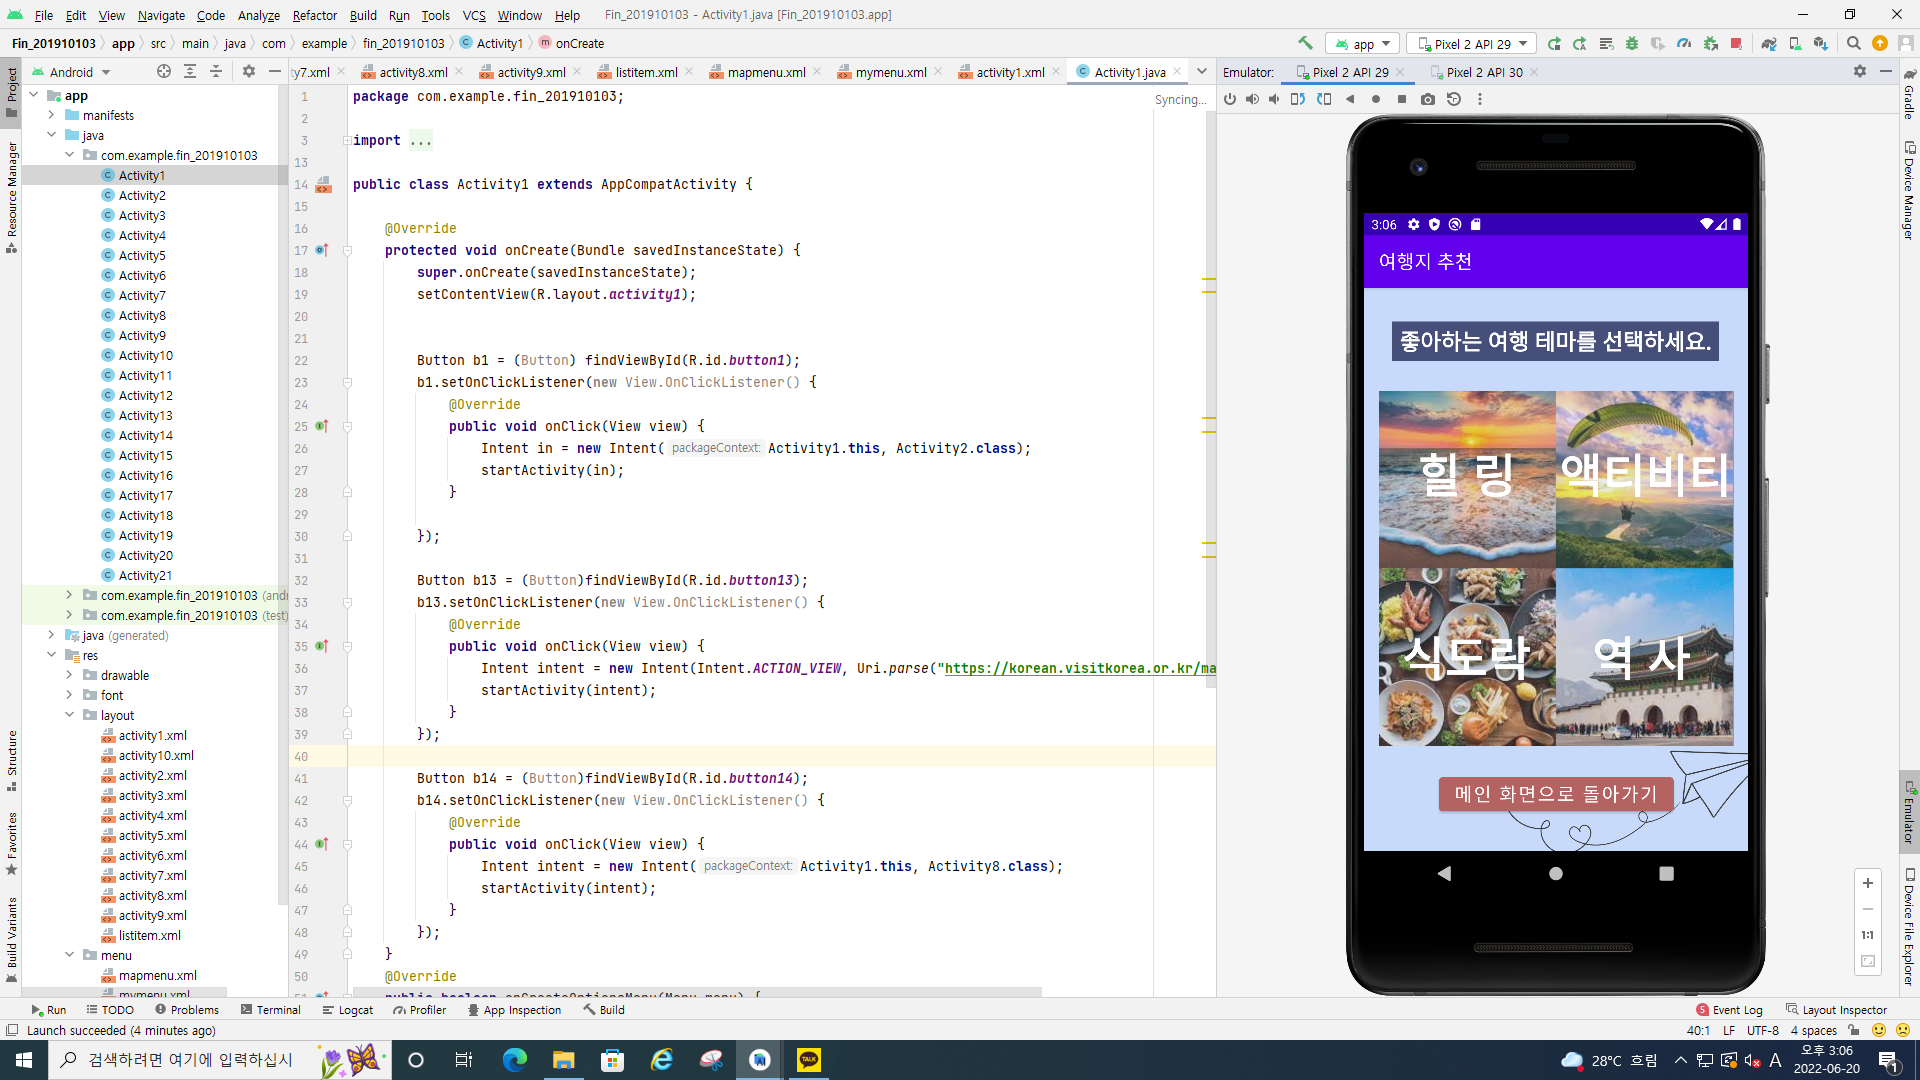 File Edit View Navigate Code Analyze Refactor Build Run Tools VCS Window Help Fin_201910103 - Activity1.java [Fin_201910103.app]
Fin_201910103 app src main java com example fin_201910103 Activity1 onCreate
app Pixel 2 API 29
Android
ty7.xml activity8.xml activity9.xml listitem.xml mapmenu.xml mymenu.xml activity1.xml Activity1.java
Emulator: Pixel 2 API 29 Pixel 2 API 30
Project
Resource Manager
Structure
Favorites
Build Variants
app
manifests
java
com.example.fin_201910103
Activity1
Activity2
Activity3
Activity4
Activity5
Activity6
Activity7
Activity8
Activity9
Activity10
Activity11
Activity12
Activity13
Activity14
Activity15
Activity16
Activity17
Activity18
Activity19
Activity20
Activity21
com.example.fin_201910103 (andr
com.example.fin_201910103 (test)
java (generated)
res
drawable
font
layout
activity1.xml
activity10.xml
activity2.xml
activity3.xml
activity4.xml
activity5.xml
activity6.xml
activity7.xml
activity8.xml
activity9.xml
listitem.xml
menu
mapmenu.xml
mymenu.xml
Syncing...
1 package com.example.fin_201910103;
2
3 import ...
13
14 public class Activity1 extends AppCompatActivity {
15
16 @Override
17 protected void onCreate(Bundle savedInstanceState) {
18 super.onCreate(savedInstanceState);
19 setContentView(R.layout.activity1);
20
21
22 Button b1 = (Button) findViewById(R.id.button1);
23 b1.setOnClickListener(new View.OnClickListener() {
24 @Override
25 public void onClick(View view) {
26 Intent in = new Intent( packageContext: Activity1.this, Activity2.class);
27 startActivity(in);
28 }
29
30 });
31
32 Button b13 = (Button)findViewById(R.id.button13);
33 b13.setOnClickListener(new View.OnClickListener() {
34 @Override
35 public void onClick(View view) {
36 Intent intent = new Intent(Intent.ACTION_VIEW, Uri.parse("https://korean.visitkorea.or.kr/ma
37 startActivity(intent);
38 }
39 });
40
41 Button b14 = (Button)findViewById(R.id.button14);
42 b14.setOnClickListener(new View.OnClickListener() {
43 @Override
44 public void onClick(View view) {
45 Intent intent = new Intent( packageContext: Activity1.this, Activity8.class);
46 startActivity(intent);
47 }
48 });
49 }
50 @Override
51 public boolean onCreateOptionsMenu(Menu menu) {
3:06
여행지 추천
좋아하는 여행 테마를 선택하세요.
힐 링 액티비티
식도락 역 사
메인 화면으로 돌아가기
1:1
Gradle
Device Manager
Emulator
Device File Explorer
Run TODO Problems Terminal Logcat Profiler App Inspection Build 5 Event Log Layout Inspector
Launch succeeded (4 minutes ago) 40:1 LF UTF-8 4 spaces
검색하려면 여기에 입력하십시
TALK
28°C 흐림 A 오후 3:06
2022-06-20
1